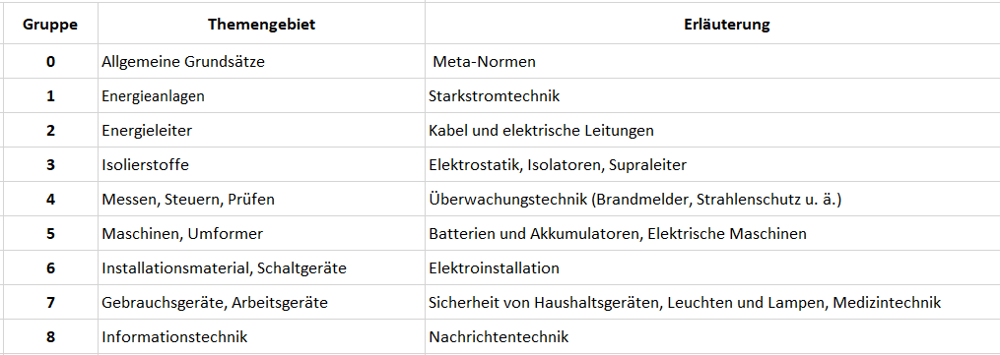 Gruppe Themengebiet Erläuterung
0 Allgemeine Grundsätze Meta-Normen
1 Energieanlagen Starkstromtechnik
2 Energieleiter Kabel und elektrische Leitungen
3 Isolierstoffe Elektrostatik, Isolatoren, Supraleiter
4 Messen, Steuern, Prüfen Überwachungstechnik (Brandmelder, Strahlenschutz u. ä.)
5 Maschinen, Umformer Batterien und Akkumulatoren, Elektrische Maschinen
6 Installationsmaterial, Schaltgeräte Elektroinstallation
7 Gebrauchsgeräte, Arbeitsgeräte Sicherheit von Haushaltsgeräten, Leuchten und Lampen, Medizintechnik
8 Informationstechnik Nachrichtentechnik